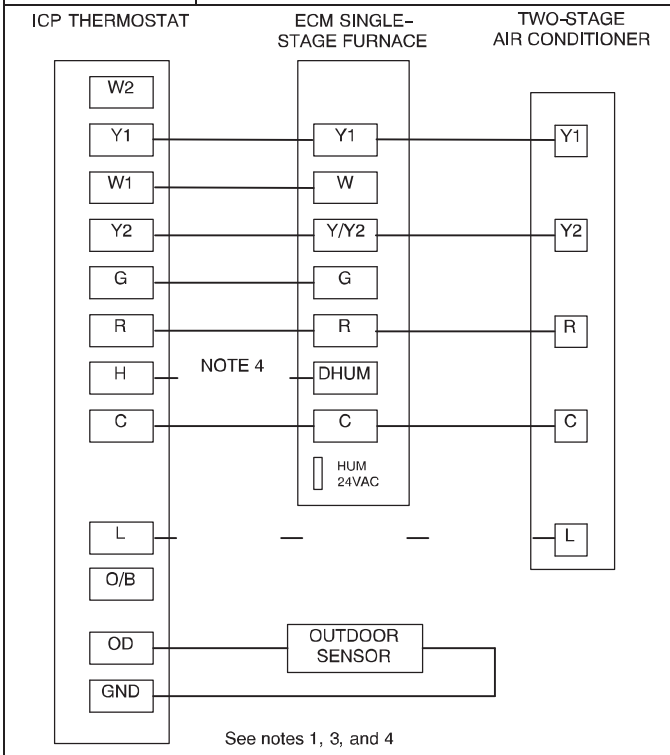 ICP THERMOSTAT
ECM SINGLE-
STAGE FURNACE
TWO-STAGE
AIR CONDITIONER
W2
Y1 Y1 Y1
W1 W
Y2 Y/Y2 Y2
G G
R R R
H NOTE 4 DHUM
C C C
HUM
24VAC
L L
O/B
OD
OUTDOOR
SENSOR
GND
See notes 1, 3, and 4